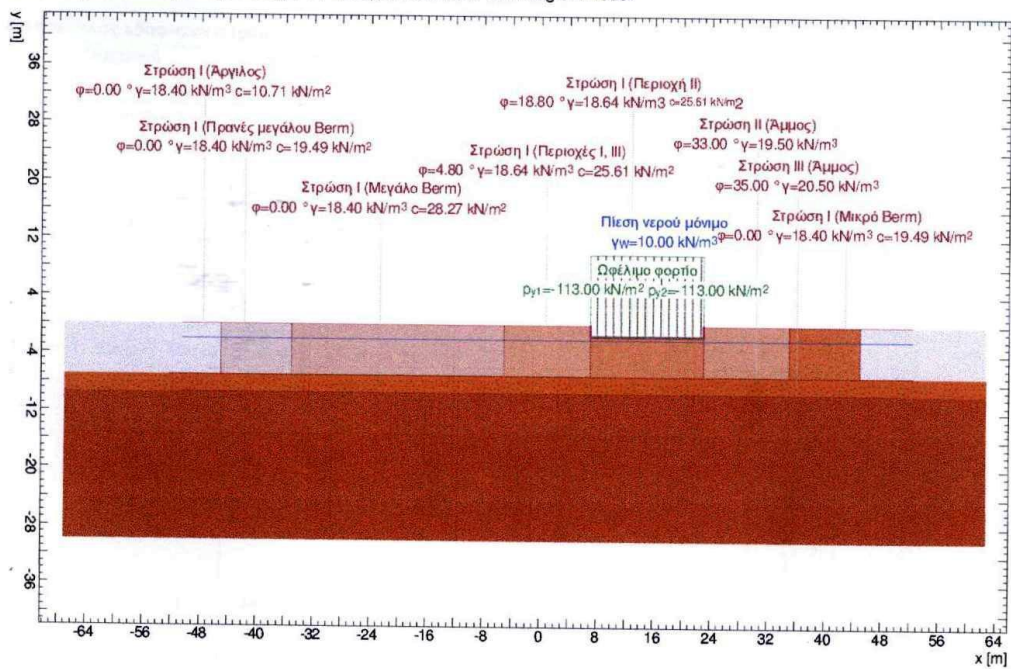 y [m]
36
28
20
12
4
-4
-12
-20
-28
-36
Στρώση I (Άργιλος)
φ=0.00 ° γ=18.40 kN/m³ c=10.71 kN/m²
Στρώση I (Πρανές μεγάλου Berm)
φ=0.00 ° γ=18.40 kN/m³ c=19.49 kN/m²
Στρώση I (Μεγάλο Berm)
φ=0.00 ° γ=18.40 kN/m³ c=28.27 kN/m²
Στρώση I (Περιοχές I, III)
φ=4.80 ° γ=18.64 kN/m³ c=25.61 kN/m²
Στρώση I (Περιοχή II)
φ=18.80 ° γ=18.64 kN/m3 c=25.61 kN/m2
Στρώση II (Άμμος)
φ=33.00 ° γ=19.50 kN/m³
Στρώση III (Άμμος)
φ=35.00 ° γ=20.50 kN/m³
Στρώση I (Μικρό Berm)
φ=0.00 ° γ=18.40 kN/m³ c=19.49 kN/m²
Πίεση νερού μόνιμο
γw=10.00 kN/m³
Ωφέλιμο φορτίο
py1=-113.00 kN/m² py2=-113.00 kN/m²
-64 -56 -48 -40 -32 -24 -16 -8 0 8 16 24 32 40 48 56 64
x [m]